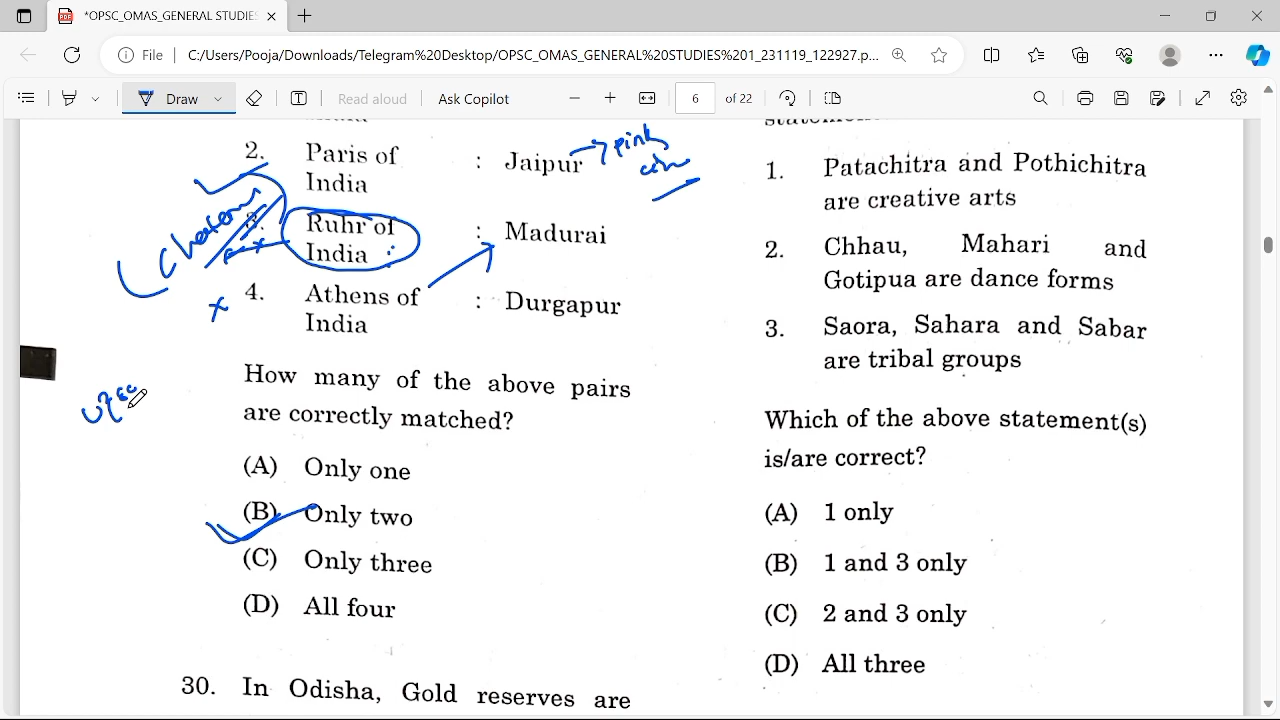 *OPSC_OMAS_GENERAL STUDIES
File
C:/Users/Pooja/Downloads/Telegram%20Desktop/OPSC_OMAS_GENERAL%20STUDIES%201_231119_122927.p...
Draw
Read aloud
Ask Copilot
6 of 22
2. Paris of : Jaipur → pink
India
Ruhr of : Madurai
India
4. Athens of : Durgapur
India
How many of the above pairs
are correctly matched?
(A) Only one
(B) Only two
(C) Only three
(D) All four
30. In Odisha, Gold reserves are
1. Patachitra and Pothichitra
are creative arts
2. Chhau, Mahari and
Gotipua are dance forms
3. Saora, Sahara and Sabar
are tribal groups
Which of the above statement(s)
is/are correct?
(A) 1 only
(B) 1 and 3 only
(C) 2 and 3 only
(D) All three